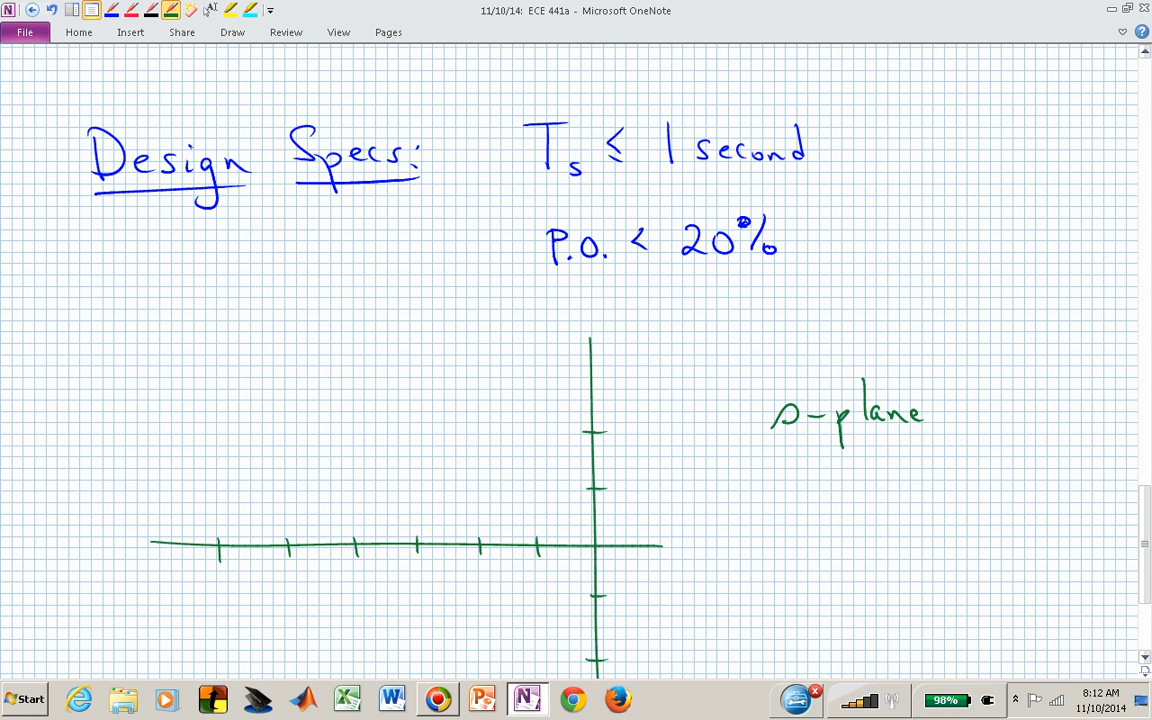 11/10/14: ECE 441a - Microsoft OneNote
File Home Insert Share Draw Review View Pages
Design Specs: Ts ≤ 1 second
P.O. < 20%
s-plane
Start 98% 8:12 AM
11/10/2014